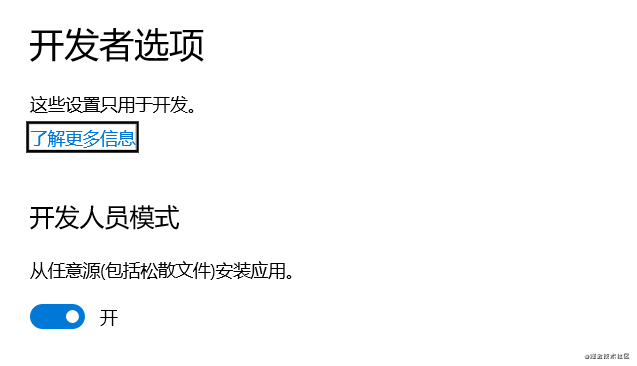 开发者选项
这些设置只用于开发。
了解更多信息
开发人员模式
从任意源(包括松散文件)安装应用。
开
@掘金技术社区